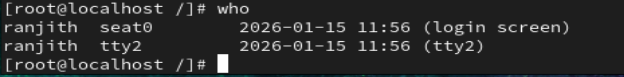 [root@localhost /]# who
ranjith  seat0        2026-01-15 11:56 (login screen)
ranjith  tty2         2026-01-15 11:56 (tty2)
[root@localhost /]#